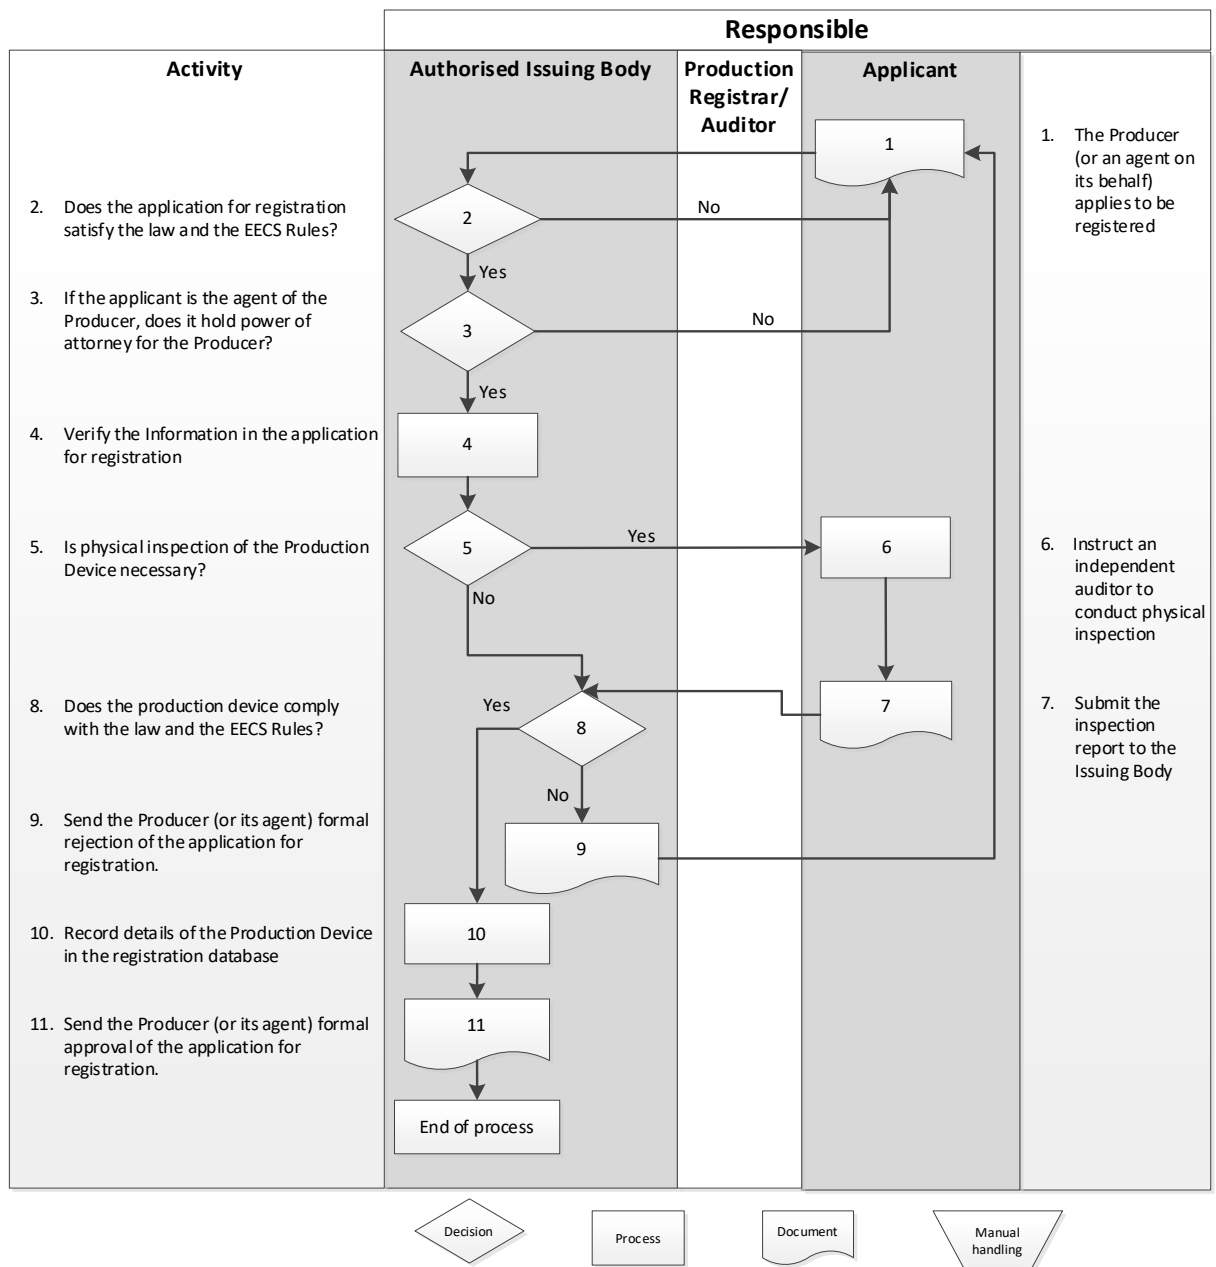 Responsible
Activity
Authorised Issuing Body
Production
Registrar/
Auditor
Applicant
1
1. The Producer
(or an agent on
its behalf)
applies to be
registered
2. Does the application for registration
satisfy the law and the EECS Rules?
2
No
Yes
3. If the applicant is the agent of the
Producer, does it hold power of
attorney for the Producer?
3
No
Yes
4. Verify the Information in the application
for registration
4
5. Is physical inspection of the Production
Device necessary?
5
Yes
No
6
6. Instruct an
independent
auditor to
conduct physical
inspection
8. Does the production device comply
with the law and the EECS Rules?
Yes
8
No
7
7. Submit the
inspection
report to the
Issuing Body
9. Send the Producer (or its agent) formal
rejection of the application for
registration.
9
10. Record details of the Production Device
in the registration database
10
11. Send the Producer (or its agent) formal
approval of the application for
registration.
11
End of process
Decision
Process
Document
Manual
handling